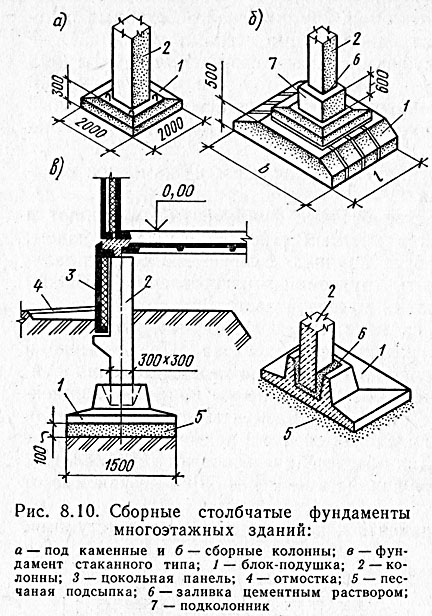 а)
2
1
300
2000
2000
б)
2
6
7
500
600
1
b
l
в)
0,00
3
2
4
300×300
1
5
100
1500
2
6
1
5
Рис. 8.10. Сборные столбчатые фундаменты
многоэтажных зданий:
а — под каменные и б — сборные колонны; в — фун-
дамент стаканного типа; 1 — блок-подушка; 2 — ко-
лонны; 3 — цокольная панель; 4 — отмостка; 5 — пес-
чаная подсыпка; 6 — заливка цементным раствором;
7 — подколонник